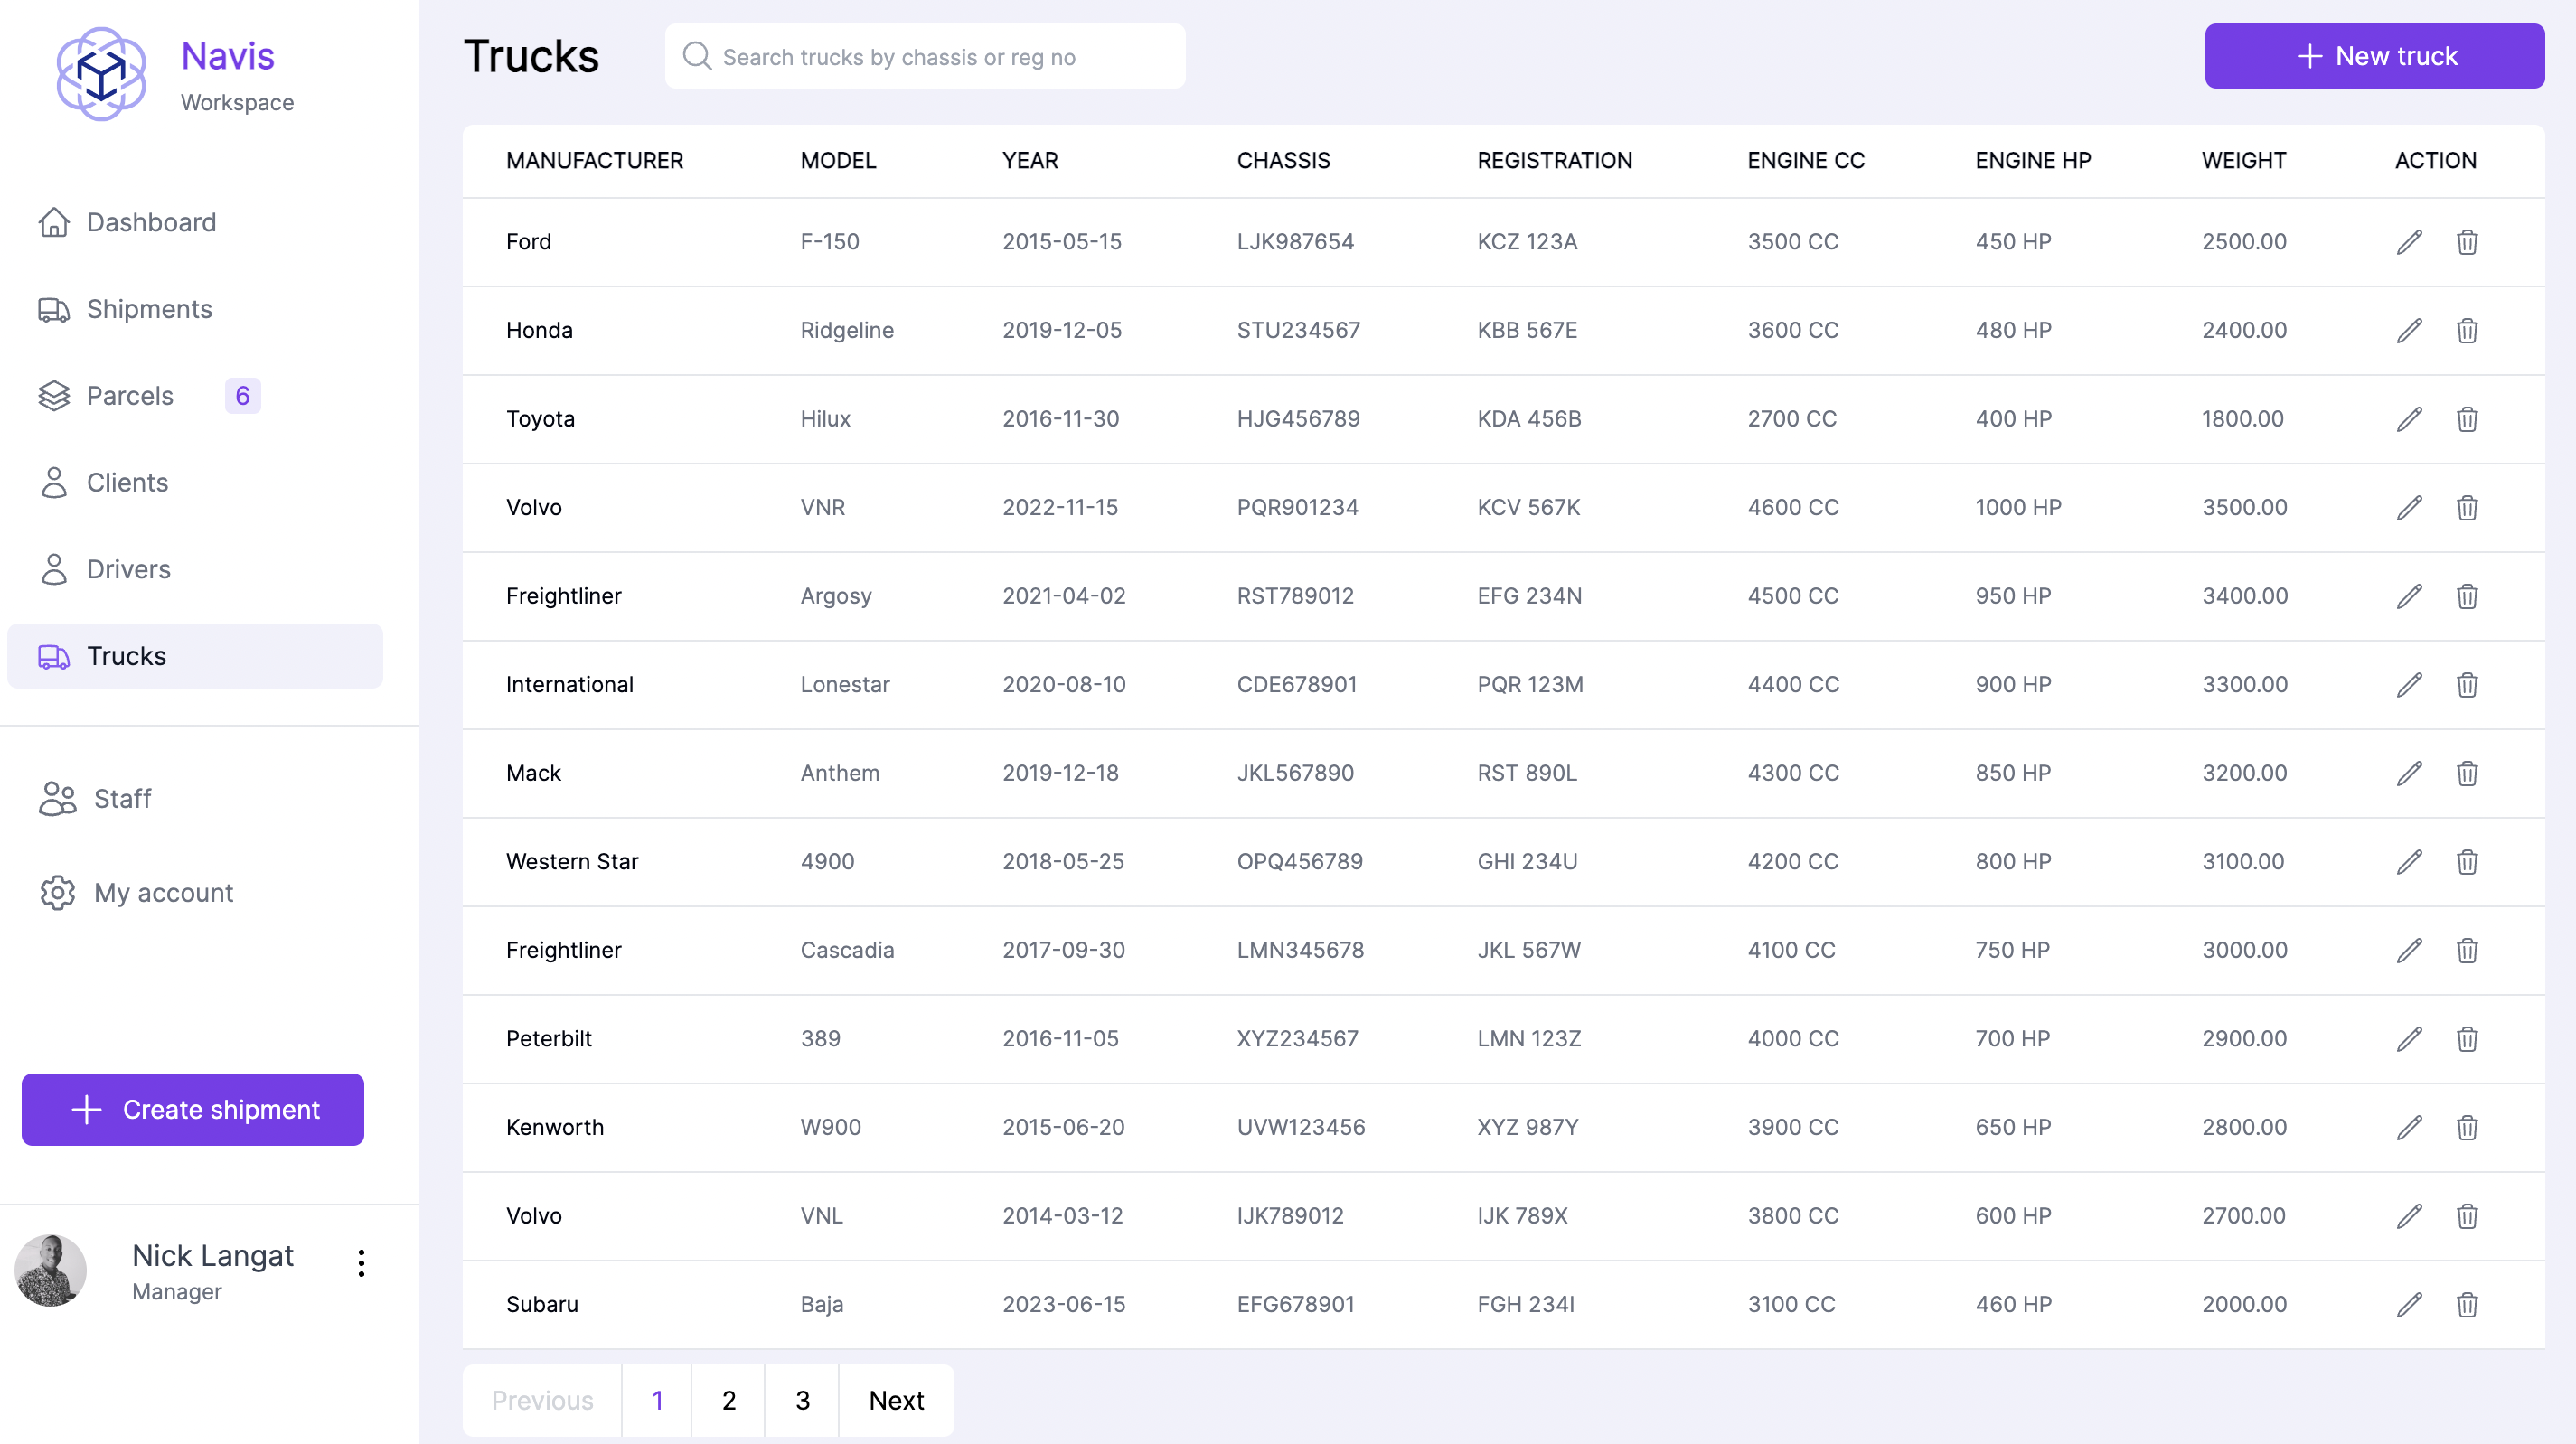 Navis
Workspace
Dashboard
Shipments
Parcels 6
Clients
Drivers
Trucks
Staff
My account
Create shipment
Nick Langat
Manager
Trucks
Search trucks by chassis or reg no
New truck
MANUFACTURER MODEL YEAR CHASSIS REGISTRATION ENGINE CC ENGINE HP WEIGHT ACTION
Ford F-150 2015-05-15 LJK987654 KCZ 123A 3500 CC 450 HP 2500.00
Honda Ridgeline 2019-12-05 STU234567 KBB 567E 3600 CC 480 HP 2400.00
Toyota Hilux 2016-11-30 HJG456789 KDA 456B 2700 CC 400 HP 1800.00
Volvo VNR 2022-11-15 PQR901234 KCV 567K 4600 CC 1000 HP 3500.00
Freightliner Argosy 2021-04-02 RST789012 EFG 234N 4500 CC 950 HP 3400.00
International Lonestar 2020-08-10 CDE678901 PQR 123M 4400 CC 900 HP 3300.00
Mack Anthem 2019-12-18 JKL567890 RST 890L 4300 CC 850 HP 3200.00
Western Star 4900 2018-05-25 OPQ456789 GHI 234U 4200 CC 800 HP 3100.00
Freightliner Cascadia 2017-09-30 LMN345678 JKL 567W 4100 CC 750 HP 3000.00
Peterbilt 389 2016-11-05 XYZ234567 LMN 123Z 4000 CC 700 HP 2900.00
Kenworth W900 2015-06-20 UVW123456 XYZ 987Y 3900 CC 650 HP 2800.00
Volvo VNL 2014-03-12 IJK789012 IJK 789X 3800 CC 600 HP 2700.00
Subaru Baja 2023-06-15 EFG678901 FGH 234I 3100 CC 460 HP 2000.00
Previous 1 2 3 Next